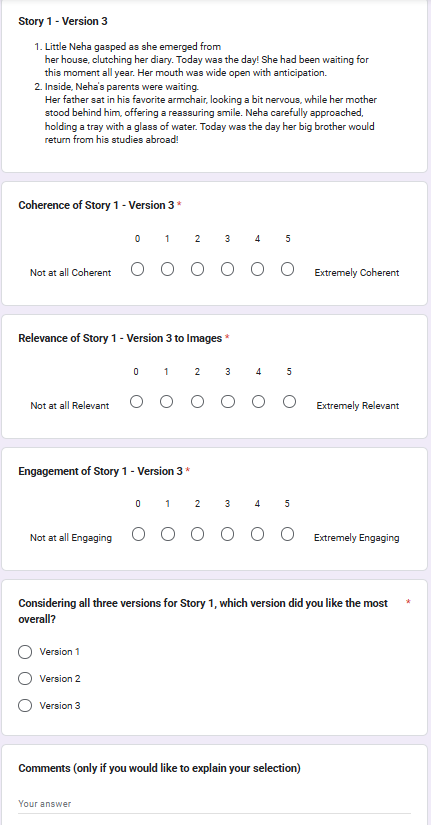 Story 1 - Version 3
1. Little Neha gasped as she emerged from
her house, clutching her diary. Today was the day! She had been waiting for
this moment all year. Her mouth was wide open with anticipation.
2. Inside, Neha's parents were waiting.
Her father sat in his favorite armchair, looking a bit nervous, while her mother
stood behind him, offering a reassuring smile. Neha carefully approached,
holding a tray with a glass of water. Today was the day her big brother would
return from his studies abroad!
Coherence of Story 1 - Version 3 *
0 1 2 3 4 5
Not at all Coherent Extremely Coherent
Relevance of Story 1 - Version 3 to Images *
0 1 2 3 4 5
Not at all Relevant Extremely Relevant
Engagement of Story 1 - Version 3 *
0 1 2 3 4 5
Not at all Engaging Extremely Engaging
Considering all three versions for Story 1, which version did you like the most *
overall?
Version 1
Version 2
Version 3
Comments (only if you would like to explain your selection)
Your answer